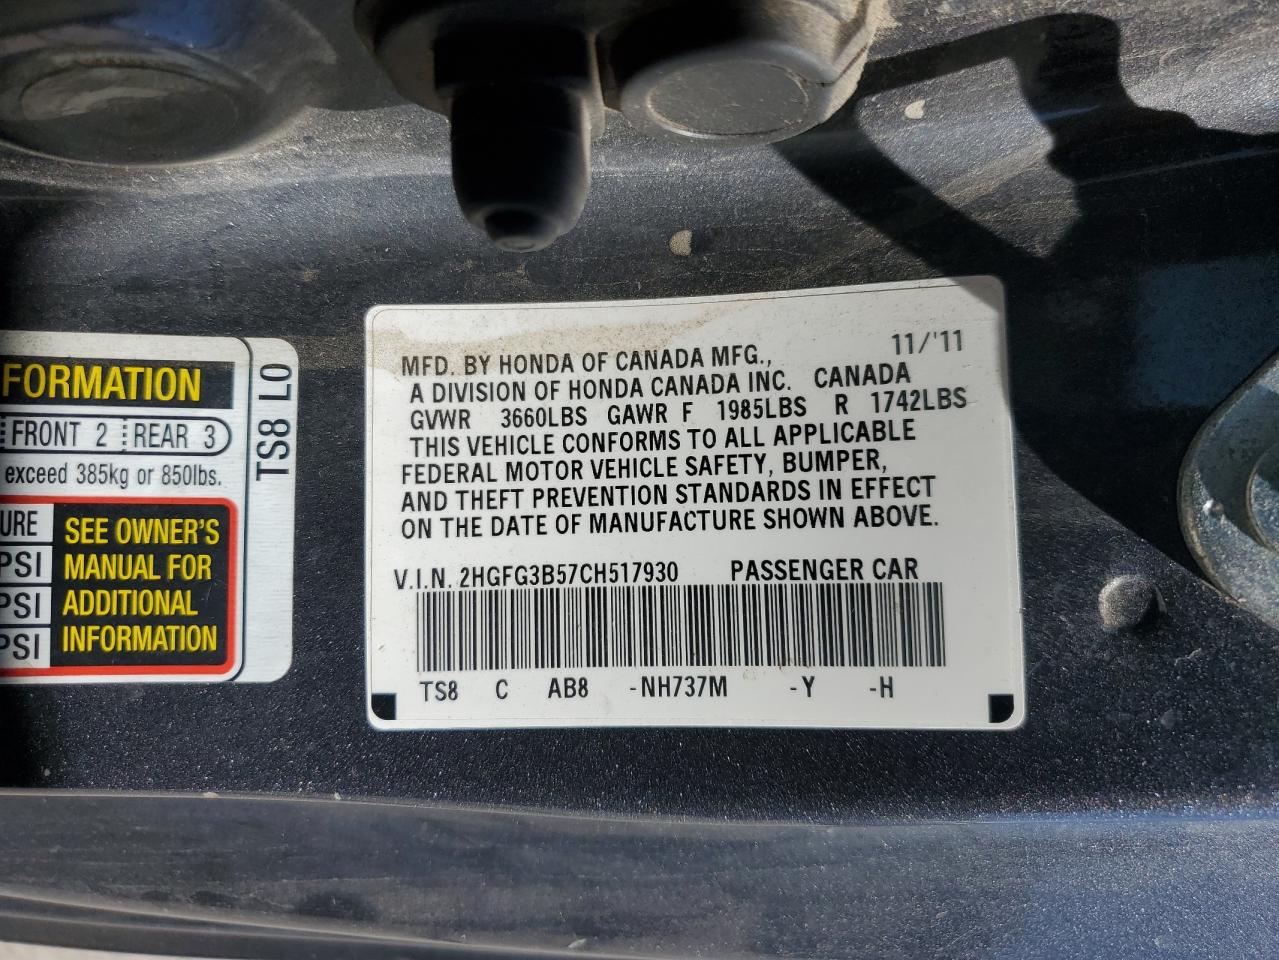 FORMATION
FRONT 2 REAR 3
exceed 385kg or 850lbs.
URE
PSI
PSI
PSI
SEE OWNER'S
MANUAL FOR
ADDITIONAL
INFORMATION
TS8 L0
11/'11
MFD. BY HONDA OF CANADA MFG.,
A DIVISION OF HONDA CANADA INC. CANADA
GVWR 3660LBS GAWR F 1985LBS R 1742LBS
THIS VEHICLE CONFORMS TO ALL APPLICABLE
FEDERAL MOTOR VEHICLE SAFETY, BUMPER,
AND THEFT PREVENTION STANDARDS IN EFFECT
ON THE DATE OF MANUFACTURE SHOWN ABOVE.
V.I.N. 2HGFG3B57CH517930 PASSENGER CAR
TS8 C AB8 -NH737M -Y -H